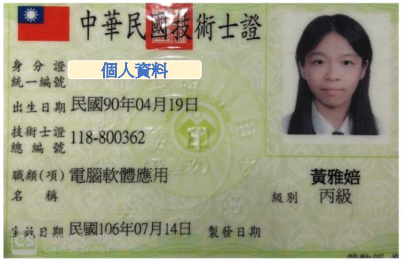 中華民國技術士證
身分證
統一編號
個人資料
出生日期 民國90年04月19日
技術士證
總編號 118-800362
職類(項) 電腦軟體應用
名稱
黃雅婄
級別 丙級
生效日期 民國106年07月14日 製發日期
CS CamScanner